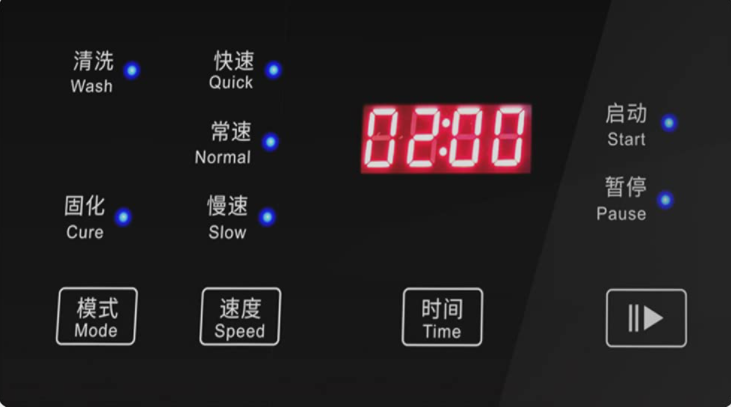 清洗
Wash
快速
Quick
常速
Normal
固化
Cure
慢速
Slow
02:00
启动
Start
暂停
Pause
模式
Mode
速度
Speed
时间
Time